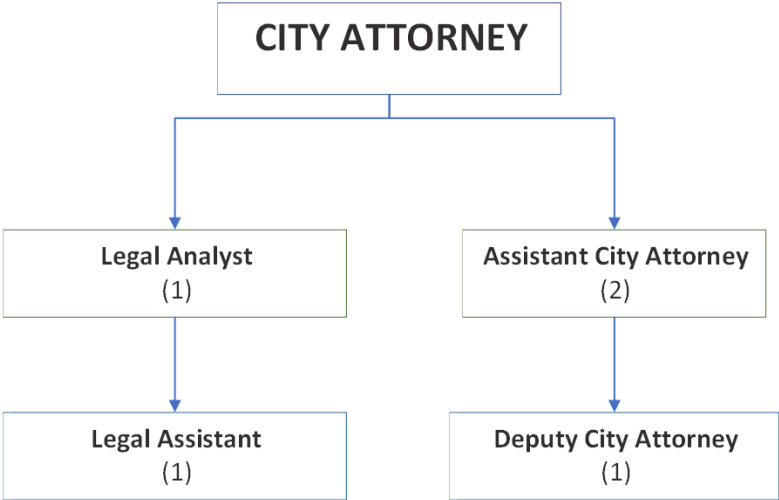 CITY ATTORNEY
Legal Analyst
(1)
Assistant City Attorney
(2)
Legal Assistant
(1)
Deputy City Attorney
(1)